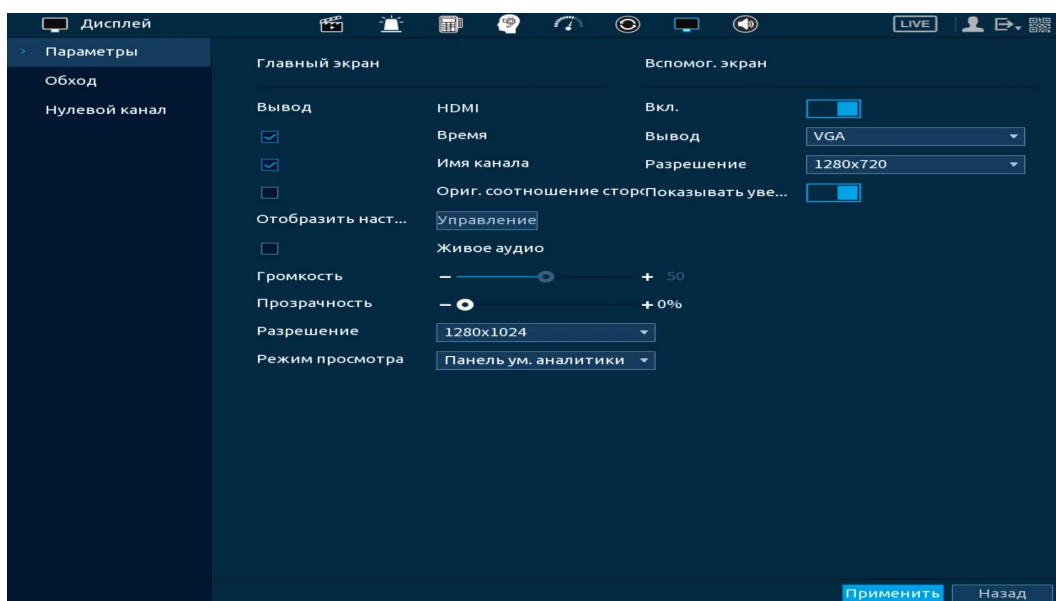 Дисплей LIVE
Параметры
Обход
Нулевой канал
Главный экран Вспомог. экран
Вывод HDMI Вкл.
Время Вывод VGA
Имя канала Разрешение 1280x720
Ориг. соотношение стор Показывать уве...
Отобразить наст... Управление
Живое аудио
Громкость − + 50
Прозрачность − + 0%
Разрешение 1280x1024
Режим просмотра Панель ум. аналитики
Применить Назад